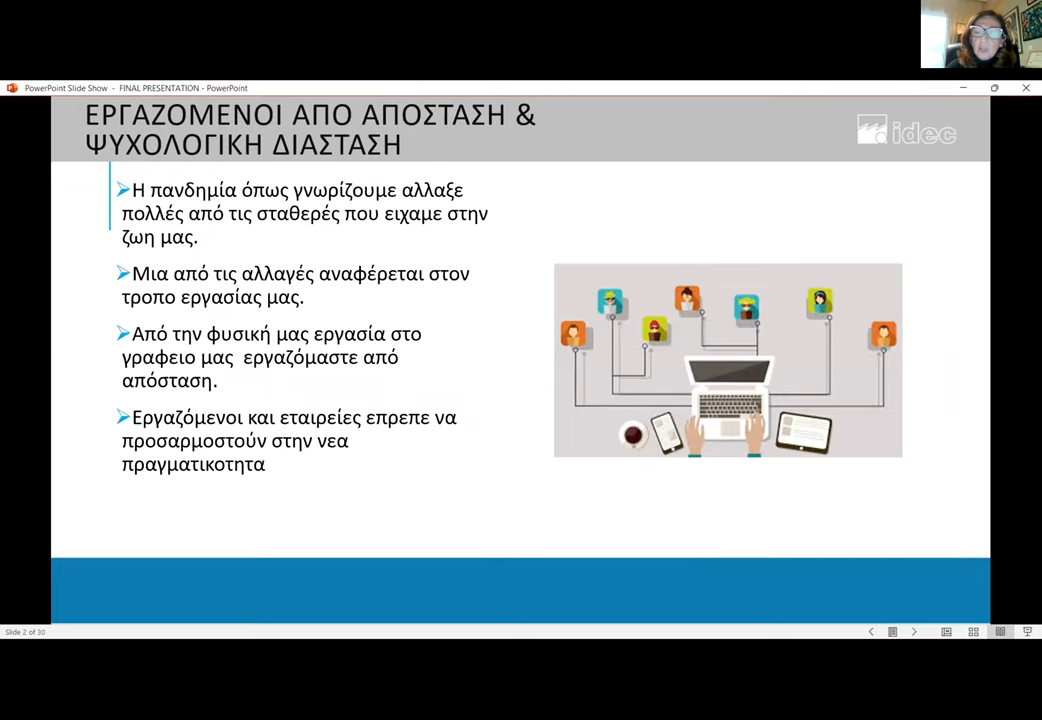 PowerPoint Slide Show - FINAL PRESENTATION - PowerPoint
ΕΡΓΑΖΟΜΕΝΟΙ ΑΠΟ ΑΠΟΣΤΑΣΗ &
ΨΥΧΟΛΟΓΙΚΗ ΔΙΑΣΤΑΣΗ
idec
Η πανδημία όπως γνωρίζουμε αλλαξε
πολλές από τις σταθερές που ειχαμε στην
ζωη μας.
Μια από τις αλλαγές αναφέρεται στον
τροπο εργασίας μας.
Από την φυσική μας εργασία στο
γραφειο μας εργαζόμαστε από
απόσταση.
Εργαζόμενοι και εταιρείες επρεπε να
προσαρμοστούν στην νεα
πραγματικοτητα
Slide 2 of 30